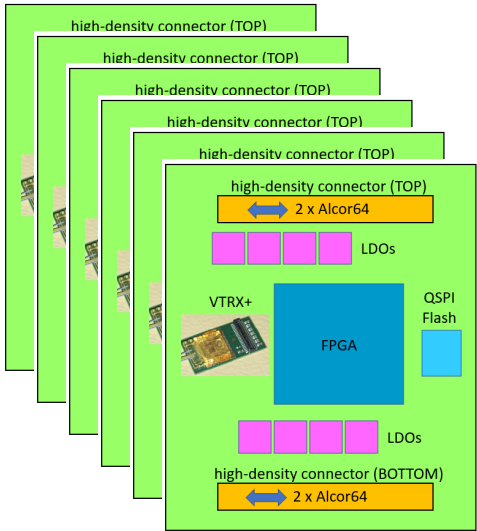 high-density connector (TOP)
high-density connector (TOP)
high-density connector (TOP)
high-density connector (TOP)
high-density connector (TOP)
high-density connector (TOP)
2 x Alcor64
LDOs
VTRX+
QSPI
Flash
FPGA
LDOs
high-density connector (BOTTOM)
2 x Alcor64